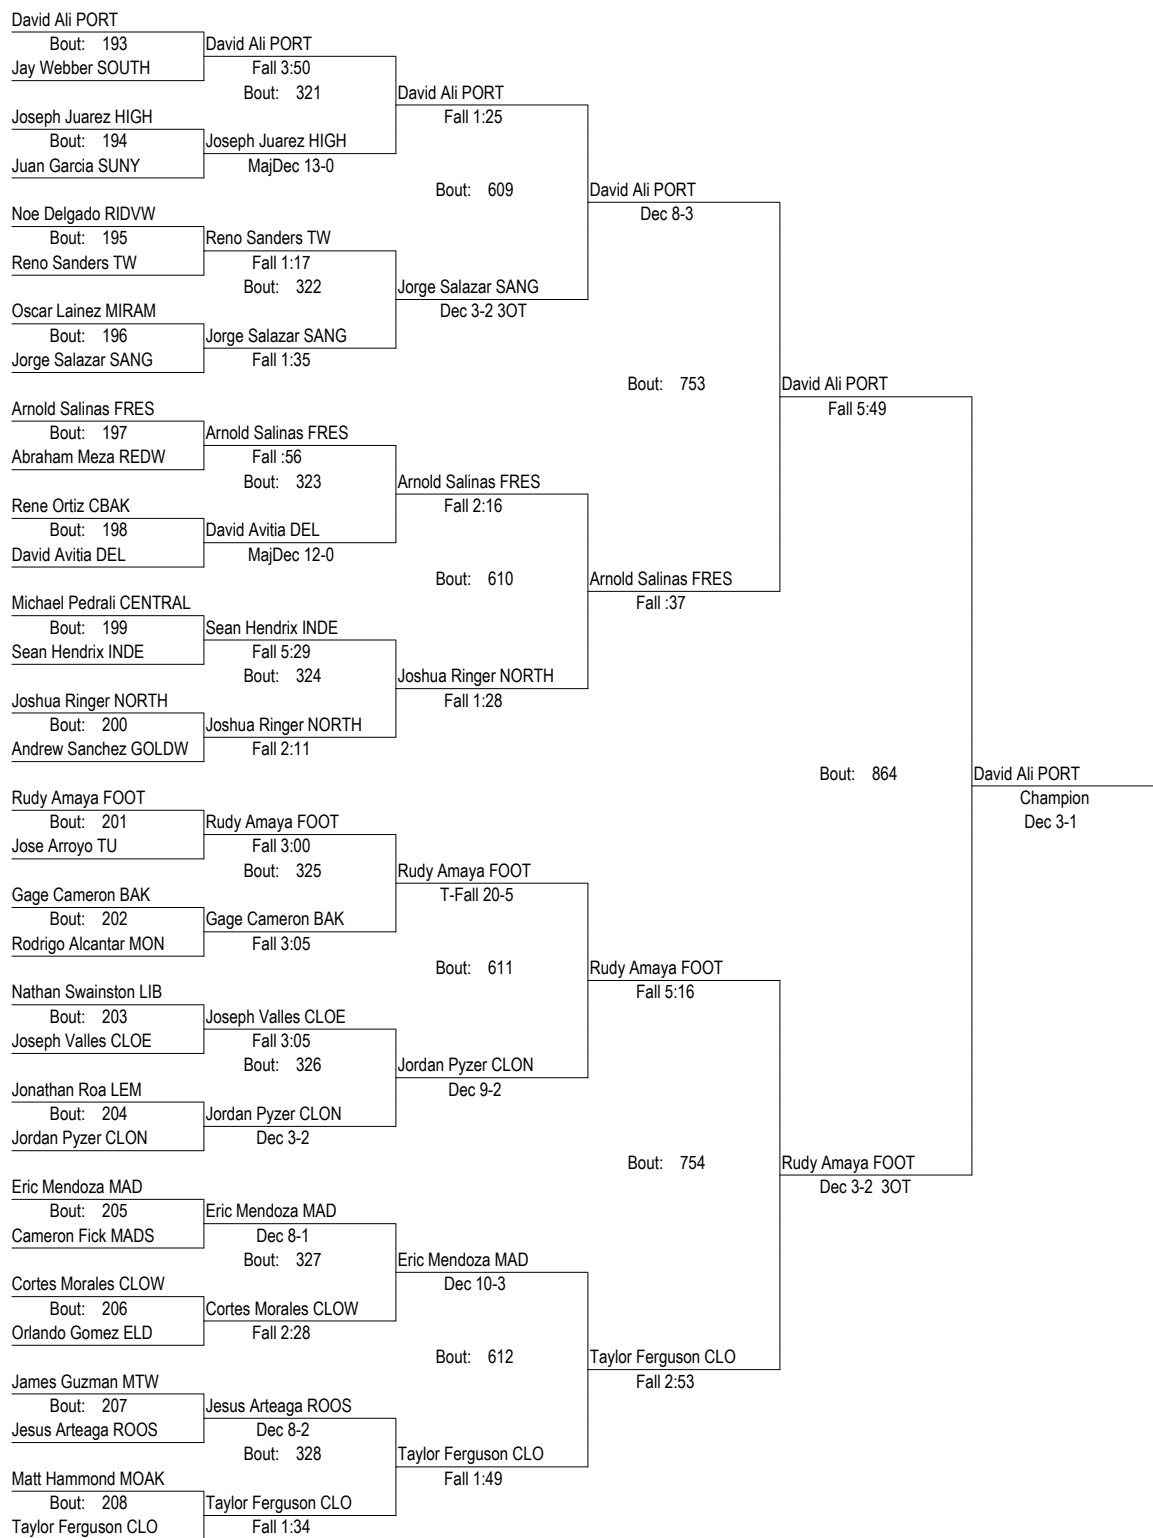 David Ali PORT
Bout: 193
David Ali PORT
Jay Webber SOUTH
Fall 3:50
Bout: 321
David Ali PORT
Joseph Juarez HIGH
Fall 1:25
Bout: 194
Joseph Juarez HIGH
Juan Garcia SUNY
MajDec 13-0
Bout: 609
David Ali PORT
Noe Delgado RIDVW
Dec 8-3
Bout: 195
Reno Sanders TW
Reno Sanders TW
Fall 1:17
Bout: 322
Jorge Salazar SANG
Oscar Lainez MIRAM
Dec 3-2 3OT
Bout: 196
Jorge Salazar SANG
Jorge Salazar SANG
Fall 1:35
Bout: 753
David Ali PORT
Arnold Salinas FRES
Fall 5:49
Bout: 197
Arnold Salinas FRES
Abraham Meza REDW
Fall :56
Bout: 323
Arnold Salinas FRES
Rene Ortiz CBAK
Fall 2:16
Bout: 198
David Avitia DEL
David Avitia DEL
MajDec 12-0
Bout: 610
Arnold Salinas FRES
Michael Pedrali CENTRAL
Fall :37
Bout: 199
Sean Hendrix INDE
Sean Hendrix INDE
Fall 5:29
Bout: 324
Joshua Ringer NORTH
Joshua Ringer NORTH
Fall 1:28
Bout: 200
Joshua Ringer NORTH
Andrew Sanchez GOLDW
Fall 2:11
Bout: 864
David Ali PORT
Rudy Amaya FOOT
Champion
Bout: 201
Rudy Amaya FOOT
Dec 3-1
Jose Arroyo TU
Fall 3:00
Bout: 325
Rudy Amaya FOOT
Gage Cameron BAK
T-Fall 20-5
Bout: 202
Gage Cameron BAK
Rodrigo Alcantar MON
Fall 3:05
Bout: 611
Rudy Amaya FOOT
Nathan Swainston LIB
Fall 5:16
Bout: 203
Joseph Valles CLOE
Joseph Valles CLOE
Fall 3:05
Bout: 326
Jordan Pyzer CLON
Jonathan Roa LEM
Dec 9-2
Bout: 204
Jordan Pyzer CLON
Jordan Pyzer CLON
Dec 3-2
Bout: 754
Rudy Amaya FOOT
Eric Mendoza MAD
Dec 3-2 3OT
Bout: 205
Eric Mendoza MAD
Cameron Fick MADS
Dec 8-1
Bout: 327
Eric Mendoza MAD
Cortes Morales CLOW
Dec 10-3
Bout: 206
Cortes Morales CLOW
Orlando Gomez ELD
Fall 2:28
Bout: 612
Taylor Ferguson CLO
James Guzman MTW
Fall 2:53
Bout: 207
Jesus Arteaga ROOS
Jesus Arteaga ROOS
Dec 8-2
Bout: 328
Taylor Ferguson CLO
Matt Hammond MOAK
Fall 1:49
Bout: 208
Taylor Ferguson CLO
Taylor Ferguson CLO
Fall 1:34